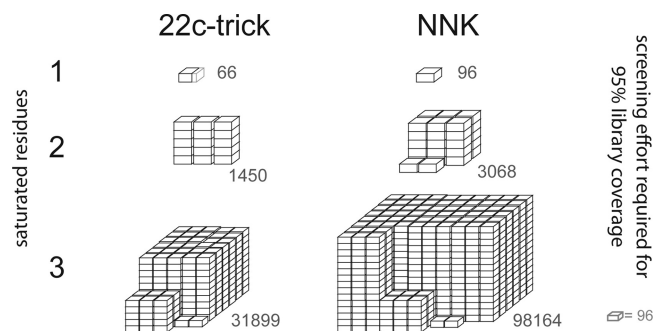 22c-trick NNK
1 66 96
2 1450 3068
3 31899 98164
saturated residues
screening effort required for
95% library coverage
= 96